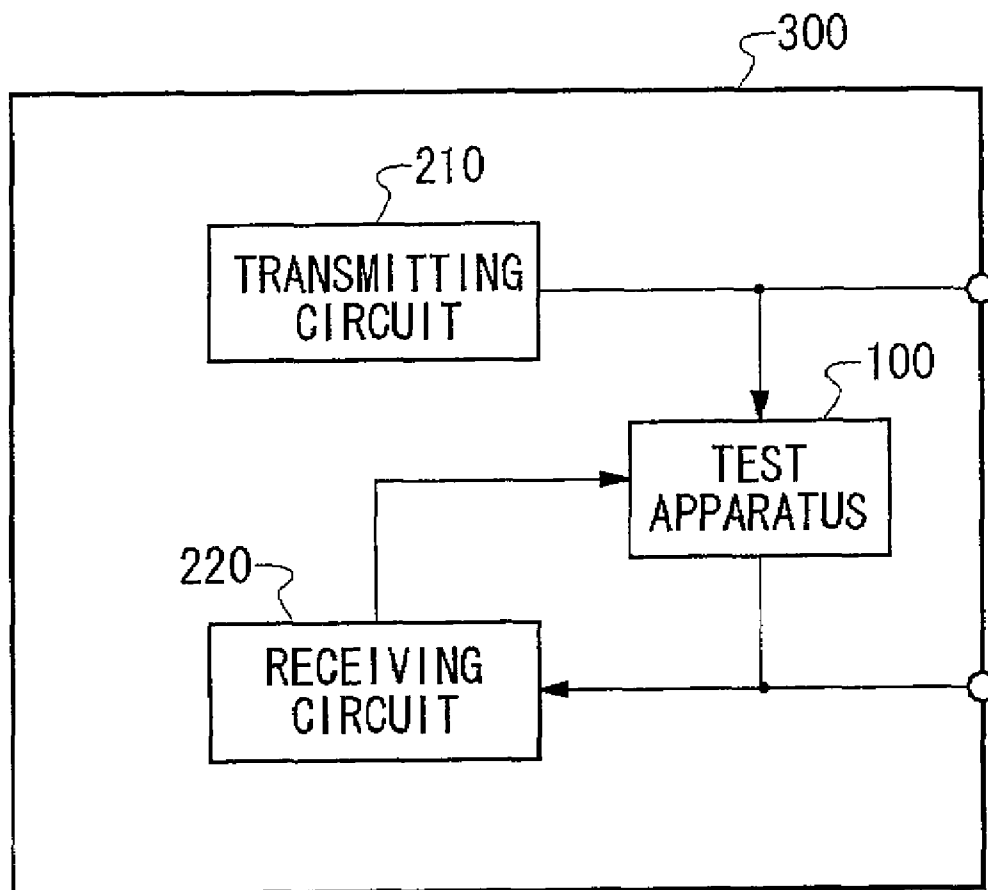 300
210
TRANSMITTING
CIRCUIT
100
TEST
APPARATUS
220
RECEIVING
CIRCUIT